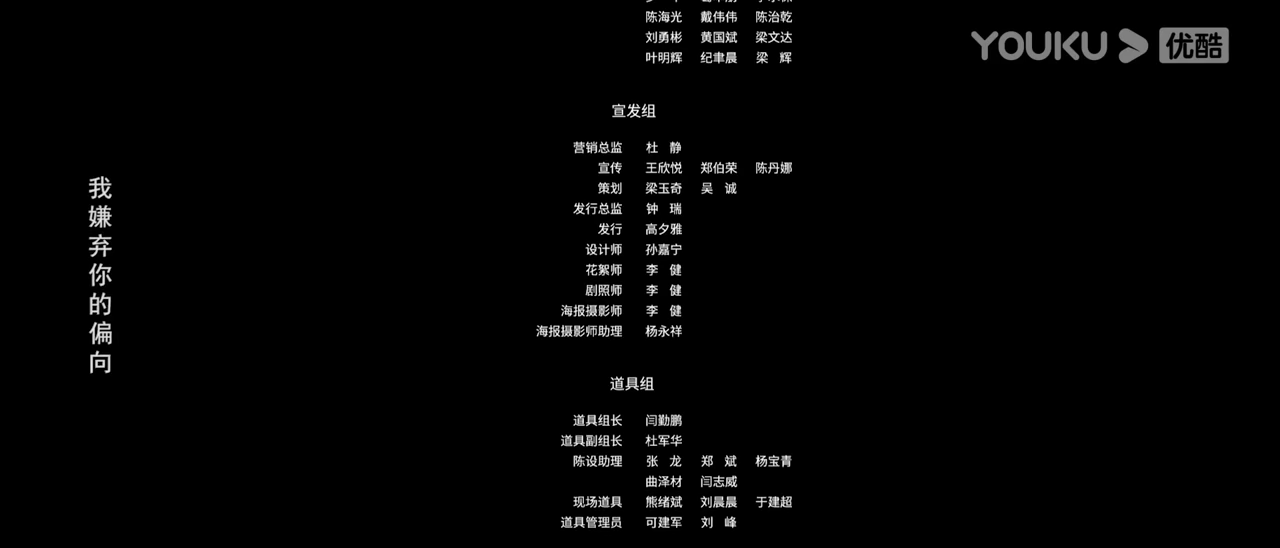 陈海光 戴伟伟 陈治乾
刘勇彬 黄国斌 梁文达
叶明辉 纪聿晨 梁 辉
YOUKU 优酷
宣发组
营销总监 杜 静
宣传 王欣悦 郑伯荣 陈丹娜
策划 梁玉奇 吴 诚
发行总监 钟 瑞
发行 高夕雅
设计师 孙嘉宁
花絮师 李 健
剧照师 李 健
海报摄影师 李 健
海报摄影师助理 杨永祥
我嫌弃你的偏向
道具组
道具组长 闫勤鹏
道具副组长 杜军华
陈设助理 张 龙 郑 斌 杨宝青
曲泽材 闫志威
现场道具 熊绪斌 刘晨晨 于建超
道具管理员 可建军 刘 峰